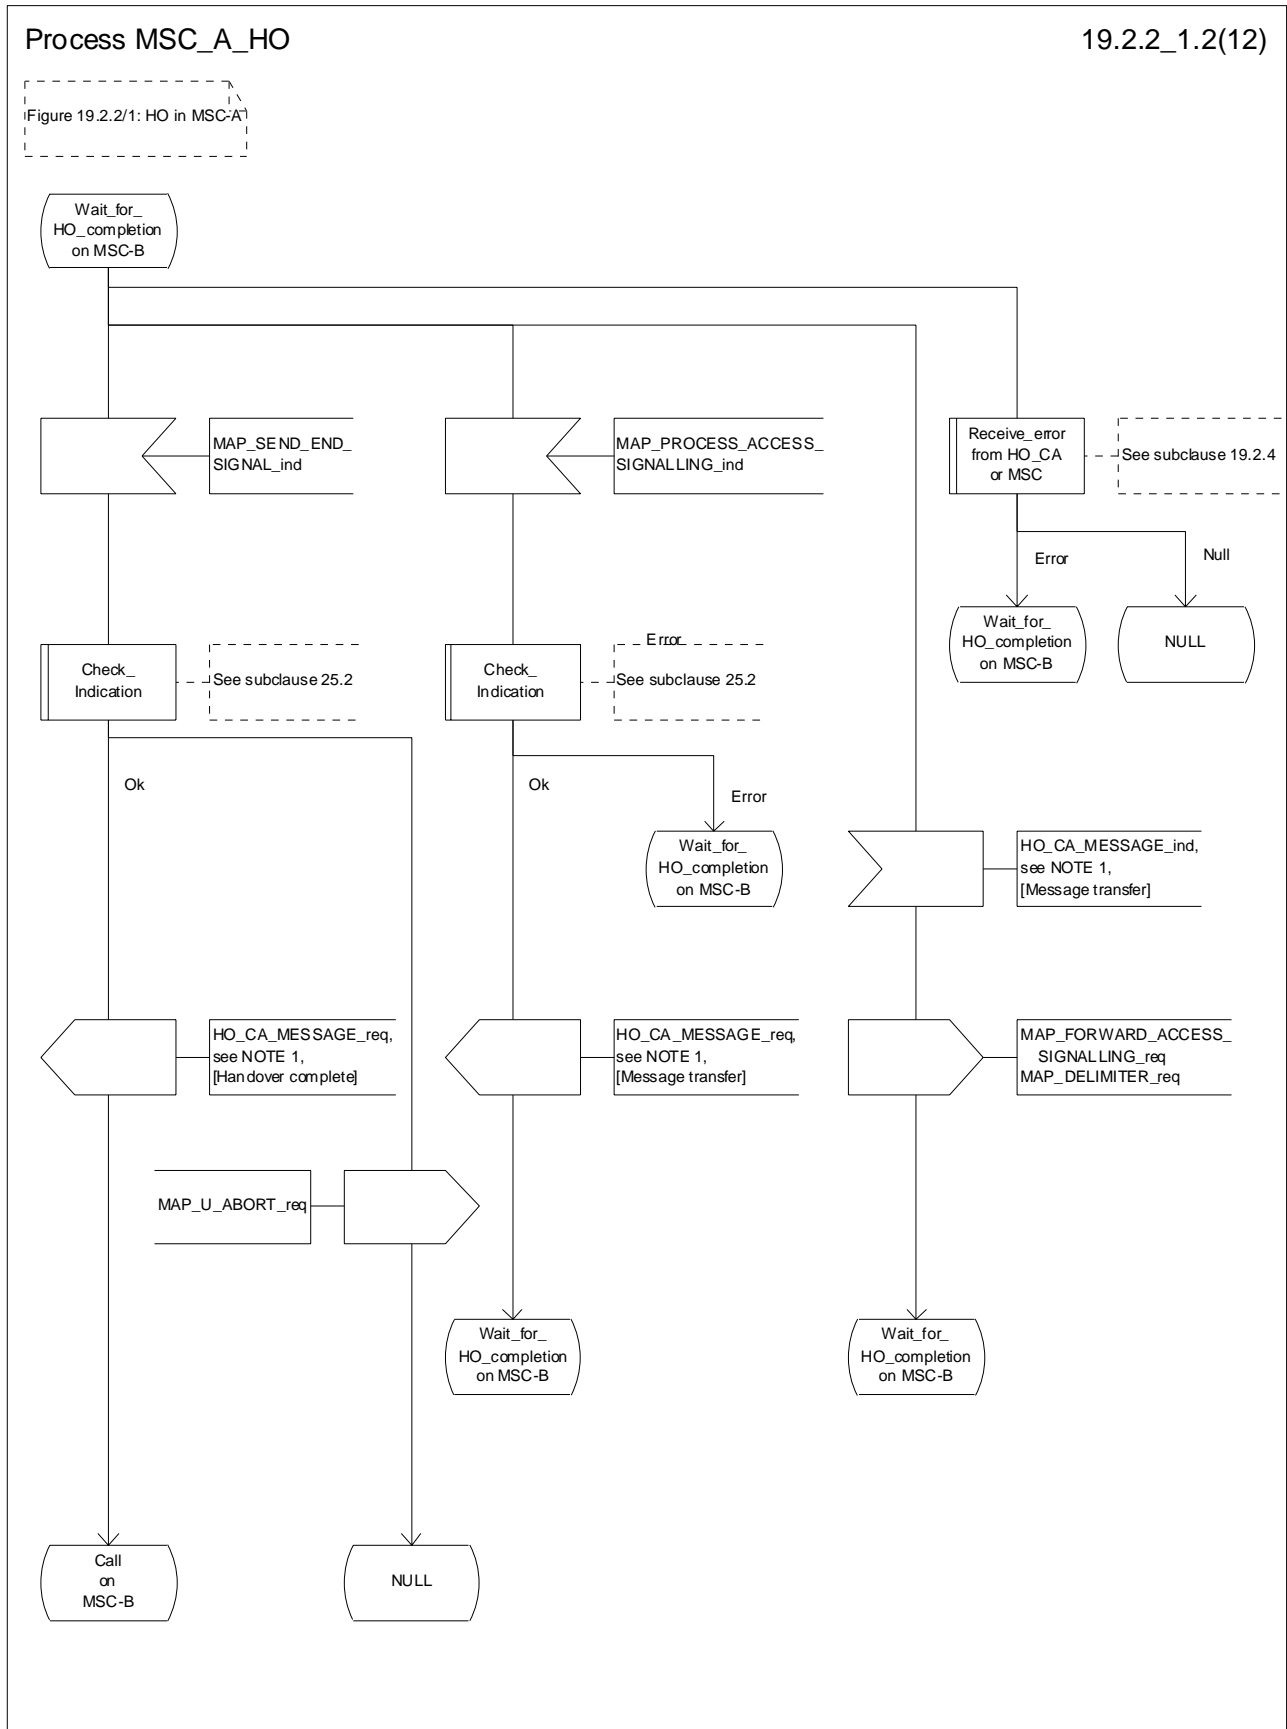 Process MSC_A_HO
19.2.2_1.2(12)
Figure 19.2.2/1: HO in MSC-A
Wait_for_
HO_completion
on MSC-B
MAP_SEND_END_
SIGNAL_ind
MAP_PROCESS_ACCESS_
SIGNALLING_ind
Receive_error
from HO_CA
or MSC
See subclause 19.2.4
Error
Null
Wait_for_
HO_completion
on MSC-B
NULL
Check_
Indication
See subclause 25.2
Error
Check_
Indication
See subclause 25.2
Ok
Ok
Error
Wait_for_
HO_completion
on MSC-B
HO_CA_MESSAGE_ind,
see NOTE 1,
[Message transfer]
HO_CA_MESSAGE_req,
see NOTE 1,
[Handover complete]
HO_CA_MESSAGE_req,
see NOTE 1,
[Message transfer]
MAP_FORWARD_ACCESS_
SIGNALLING_req
MAP_DELIMITER_req
MAP_U_ABORT_req
Wait_for_
HO_completion
on MSC-B
Wait_for_
HO_completion
on MSC-B
Call
on
MSC-B
NULL